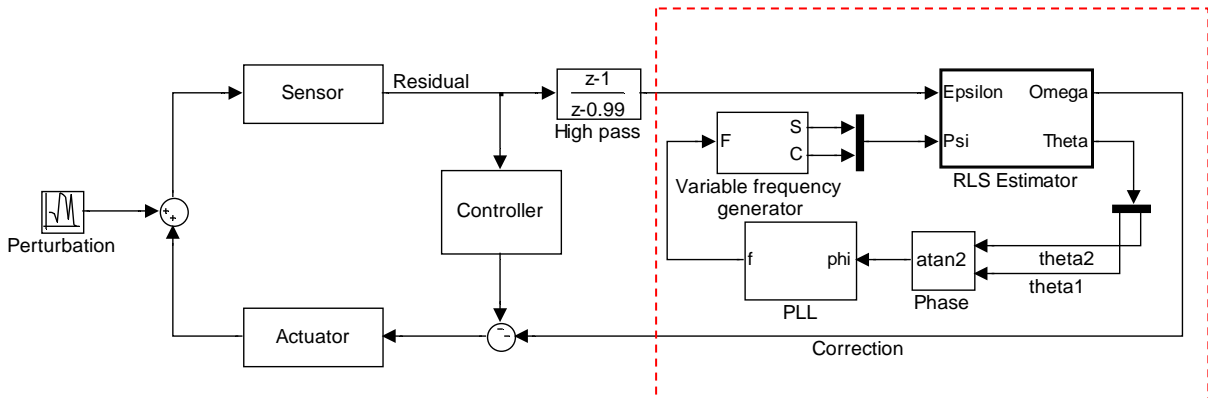 Sensor
Residual
z-1
z-0.99
High pass
Epsilon
Omega
Psi
Theta
RLS Estimator
F
S
C
Variable frequency
generator
Controller
Perturbation
+
+
f
phi
PLL
atan2
Phase
theta2
theta1
Actuator
−
−
Correction